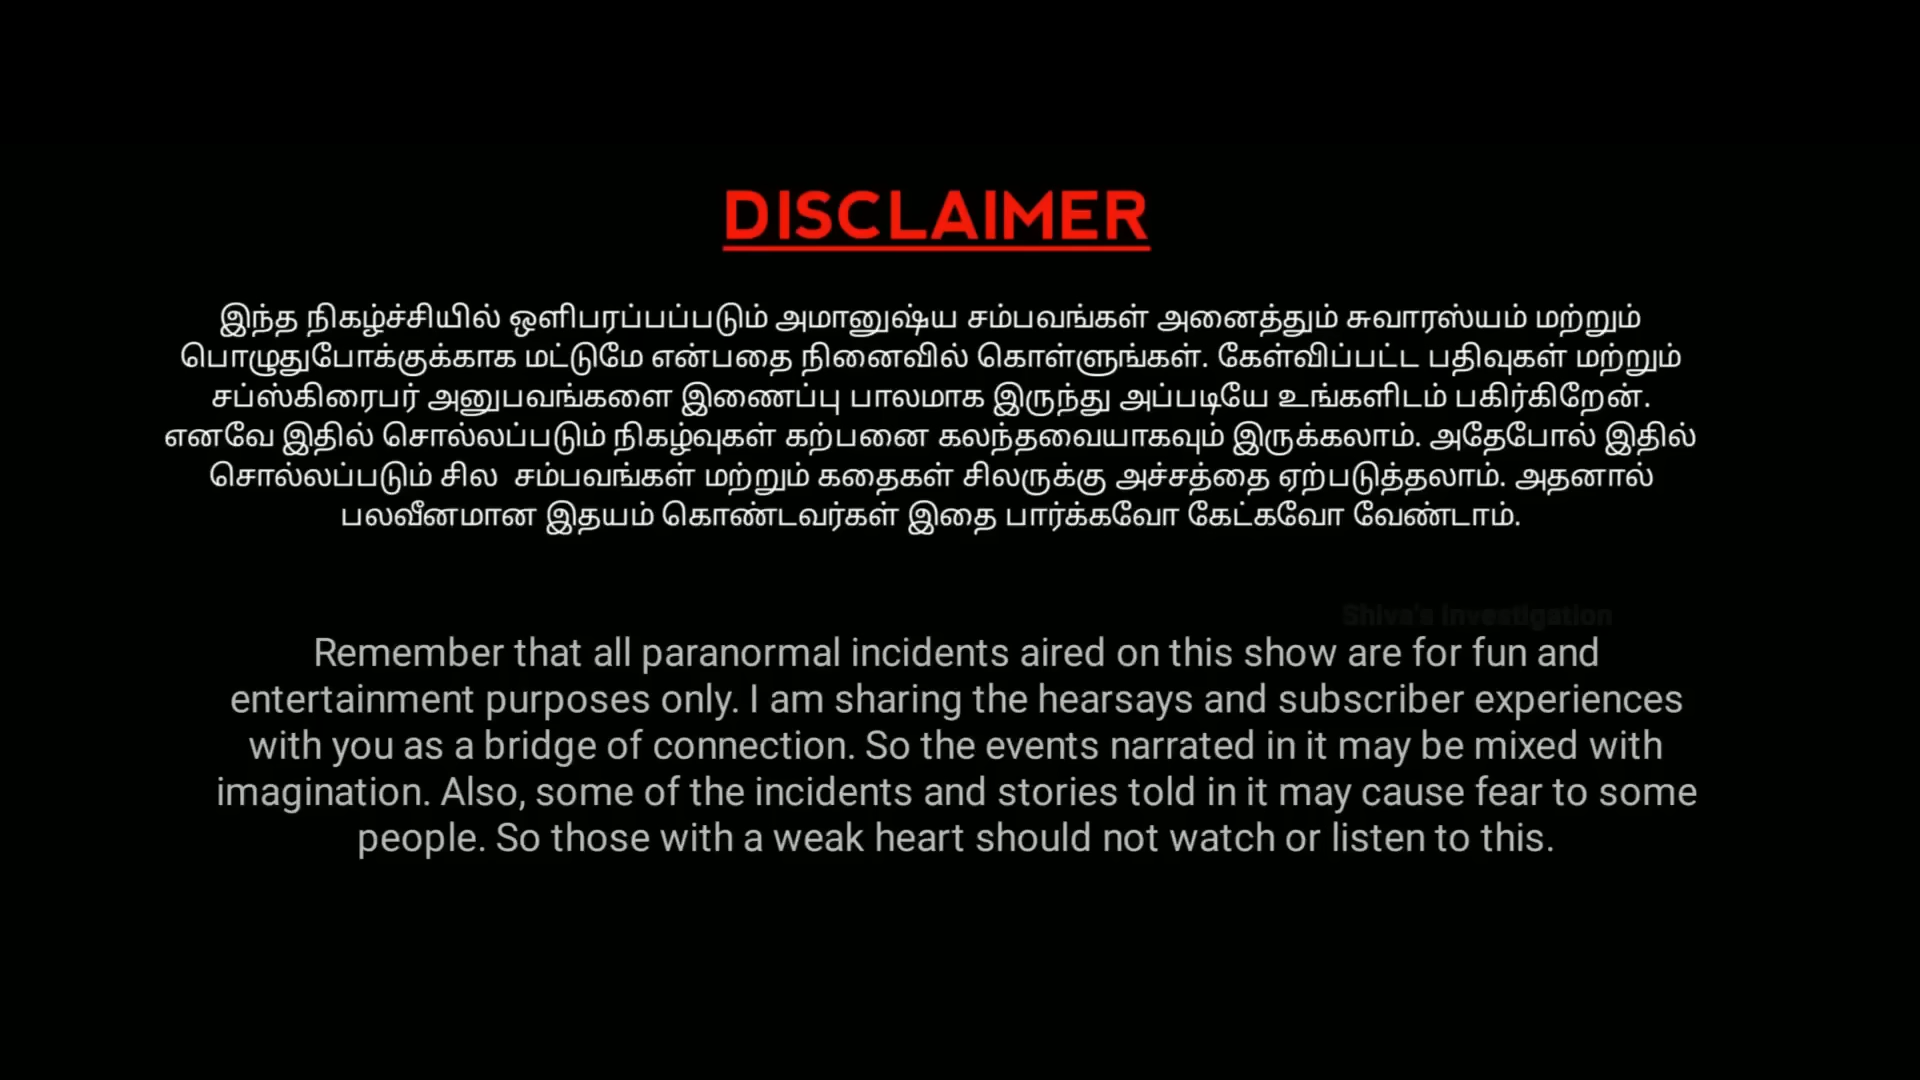 DISCLAIMER
இந்த நிகழ்ச்சியில் ஒளிபரப்பப்படும் அமானுஷ்ய சம்பவங்கள் அனைத்தும் சுவாரஸ்யம் மற்றும்
பொழுதுபோக்குக்காக மட்டுமே என்பதை நினைவில் கொள்ளுங்கள். கேள்விப்பட்ட பதிவுகள் மற்றும்
சப்ஸ்கிரைபர் அனுபவங்களை இணைப்பு பாலமாக இருந்து அப்படியே உங்களிடம் பகிர்கிறேன்.
எனவே இதில் சொல்லப்படும் நிகழ்வுகள் கற்பனை கலந்தவையாகவும் இருக்கலாம். அதேபோல் இதில்
சொல்லப்படும் சில சம்பவங்கள் மற்றும் கதைகள் சிலருக்கு அச்சத்தை ஏற்படுத்தலாம். அதனால்
பலவீனமான இதயம் கொண்டவர்கள் இதை பார்க்கவோ கேட்கவோ வேண்டாம்.
Shiva's Investigation
Remember that all paranormal incidents aired on this show are for fun and
entertainment purposes only. I am sharing the hearsays and subscriber experiences
with you as a bridge of connection. So the events narrated in it may be mixed with
imagination. Also, some of the incidents and stories told in it may cause fear to some
people. So those with a weak heart should not watch or listen to this.